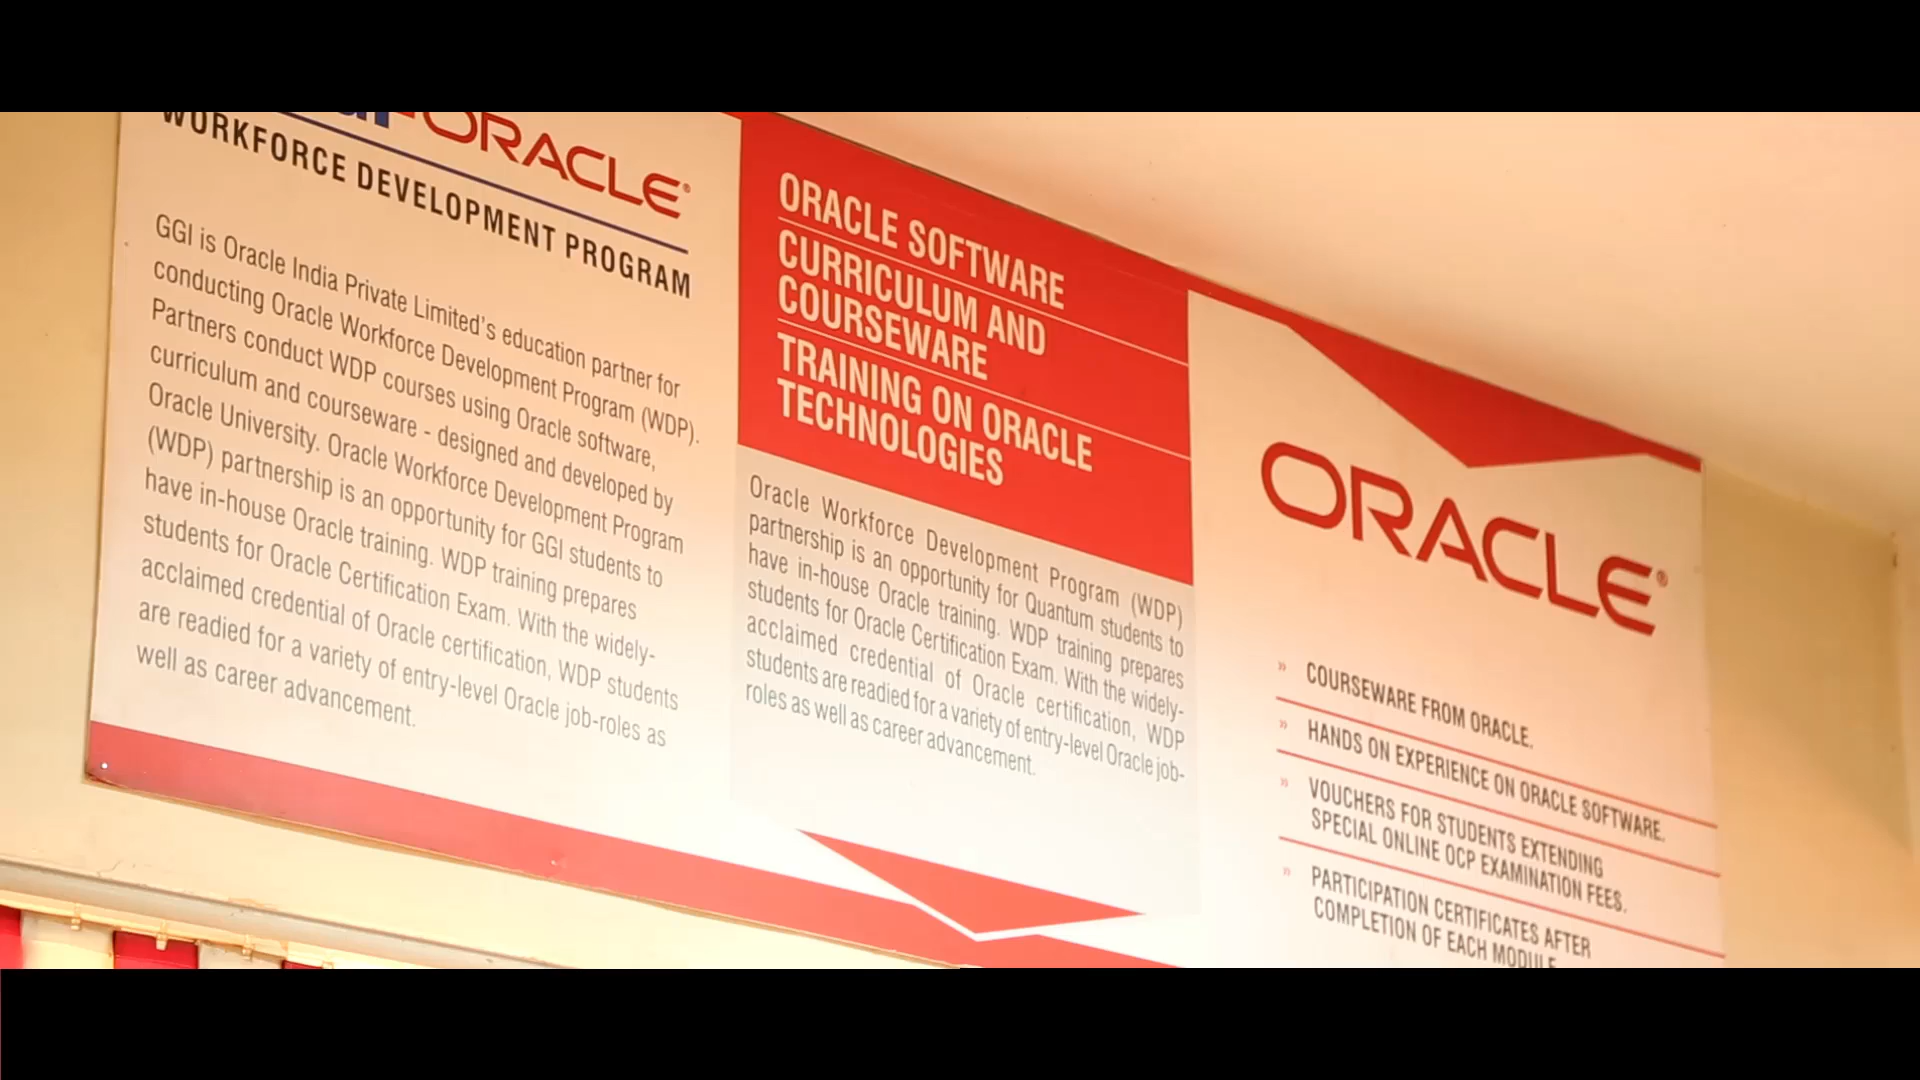 ORACLE®
WORKFORCE DEVELOPMENT PROGRAM
GGI is Oracle India Private Limited's education partner for
conducting Oracle Workforce Development Program (WDP).
Partners conduct WDP courses using Oracle software,
curriculum and courseware - designed and developed by
Oracle University. Oracle Workforce Development Program
(WDP) partnership is an opportunity for GGI students to
have in-house Oracle training. WDP training prepares
students for Oracle Certification Exam. With the widely-
acclaimed credential of Oracle certification, WDP students
are readied for a variety of entry-level Oracle job-roles as
well as career advancement.
ORACLE SOFTWARE
CURRICULUM AND
COURSEWARE
TRAINING ON ORACLE
TECHNOLOGIES
Oracle Workforce Development Program (WDP)
partnership is an opportunity for Quantum students to
have in-house Oracle training. WDP training prepares
students for Oracle Certification Exam. With the widely-
acclaimed credential of Oracle certification, WDP
students are readied for a variety of entry-level Oracle job-
roles as well as career advancement.
ORACLE®
» COURSEWARE FROM ORACLE.
» HANDS ON EXPERIENCE ON ORACLE SOFTWARE.
» VOUCHERS FOR STUDENTS EXTENDING
SPECIAL ONLINE OCP EXAMINATION FEES.
» PARTICIPATION CERTIFICATES AFTER
COMPLETION OF EACH MODULE